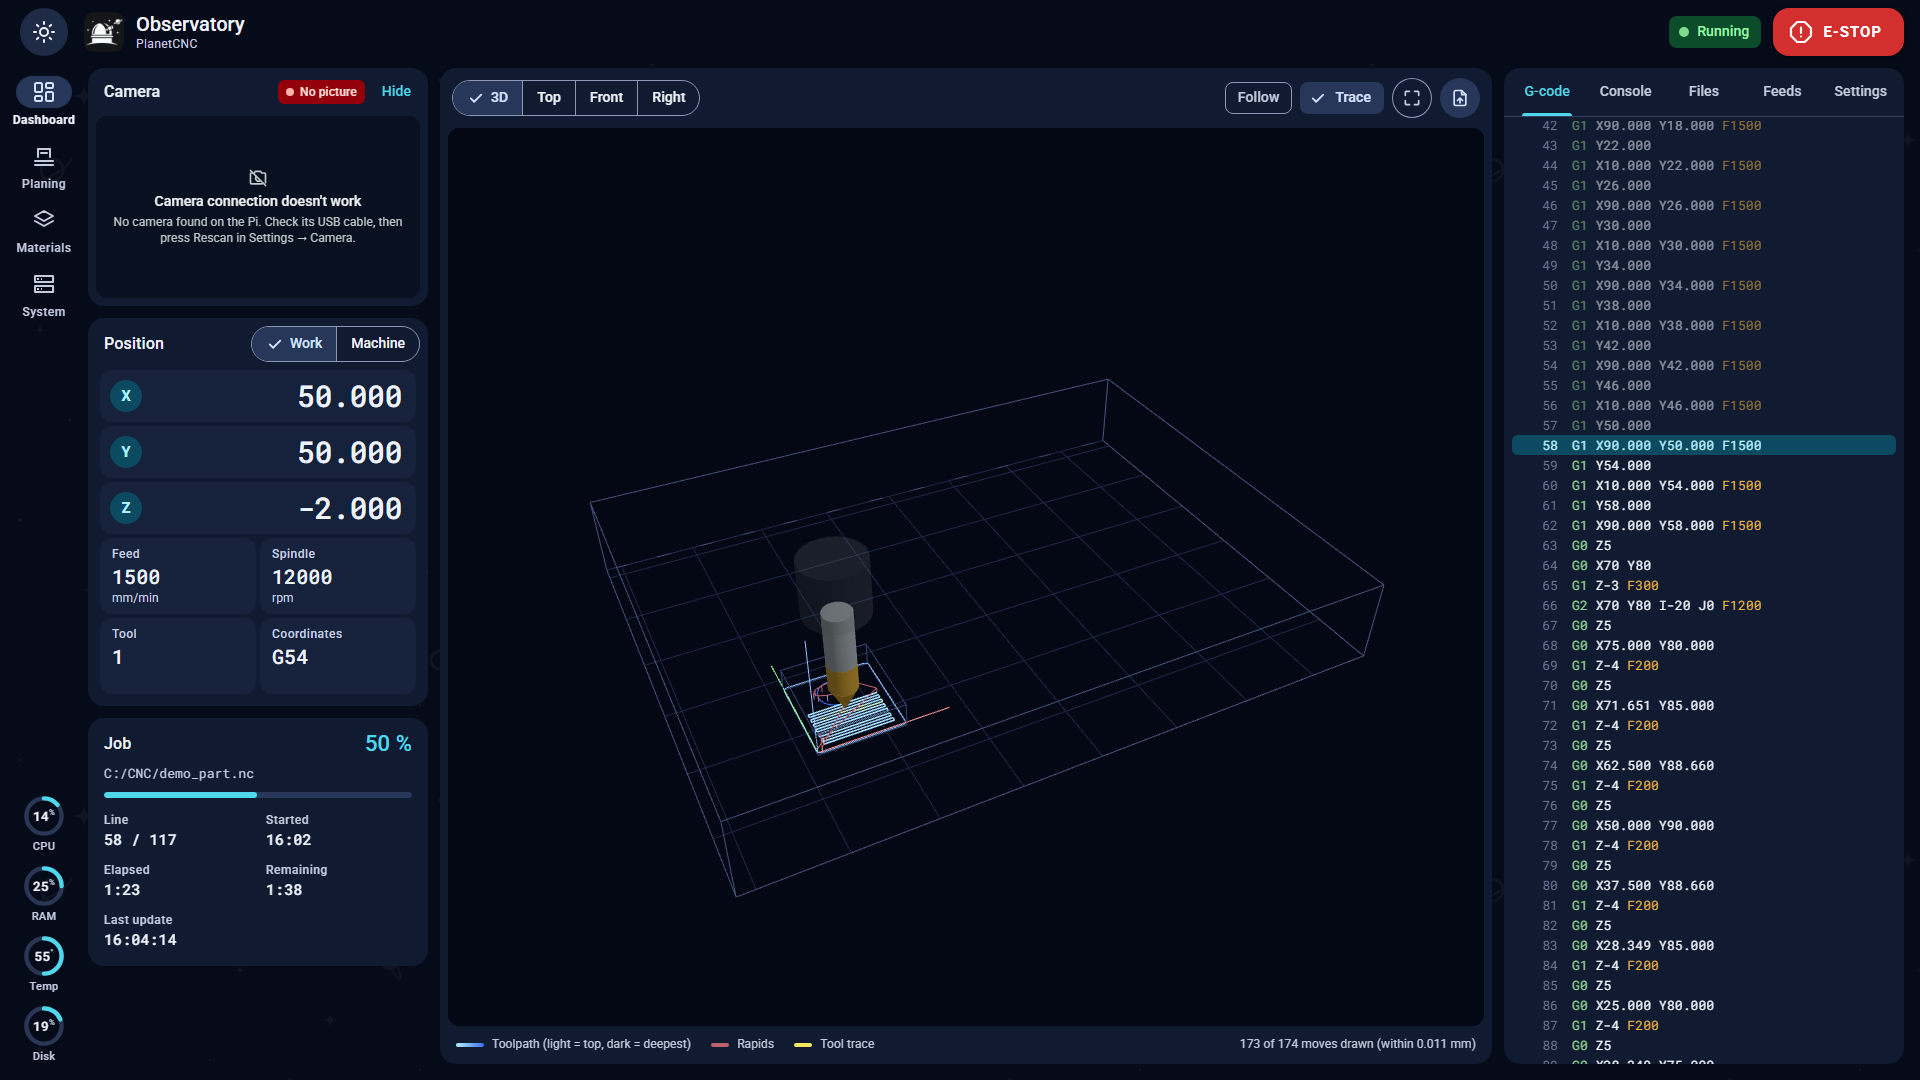 Observatory
PlanetCNC
Running
E-STOP
Dashboard
Planing
Materials
System
14%
CPU
25%
RAM
55°
Temp
19%
Disk
Camera
No picture
Hide
Camera connection doesn't work
No camera found on the Pi. Check its USB cable, then
press Rescan in Settings → Camera.
Position
Work
Machine
X
50.000
Y
50.000
Z
-2.000
Feed
1500
mm/min
Spindle
12000
rpm
Tool
1
Coordinates
G54
Job
50 %
C:/CNC/demo_part.nc
Line
58 / 117
Started
16:02
Elapsed
1:23
Remaining
1:38
Last update
16:04:14
3D
Top
Front
Right
Follow
Trace
Toolpath (light = top, dark = deepest)
Rapids
Tool trace
173 of 174 moves drawn (within 0.011 mm)
G-code
Console
Files
Feeds
Settings
42 G1 X90.000 Y18.000 F1500
43 G1 Y22.000
44 G1 X10.000 Y22.000 F1500
45 G1 Y26.000
46 G1 X90.000 Y26.000 F1500
47 G1 Y30.000
48 G1 X10.000 Y30.000 F1500
49 G1 Y34.000
50 G1 X90.000 Y34.000 F1500
51 G1 Y38.000
52 G1 X10.000 Y38.000 F1500
53 G1 Y42.000
54 G1 X90.000 Y42.000 F1500
55 G1 Y46.000
56 G1 X10.000 Y46.000 F1500
57 G1 Y50.000
58 G1 X90.000 Y50.000 F1500
59 G1 Y54.000
60 G1 X10.000 Y54.000 F1500
61 G1 Y58.000
62 G1 X90.000 Y58.000 F1500
63 G0 Z5
64 G0 X70 Y80
65 G1 Z-3 F300
66 G2 X70 Y80 I-20 J0 F1200
67 G0 Z5
68 G0 X75.000 Y80.000
69 G1 Z-4 F200
70 G0 Z5
71 G0 X71.651 Y85.000
72 G1 Z-4 F200
73 G0 Z5
74 G0 X62.500 Y88.660
75 G1 Z-4 F200
76 G0 Z5
77 G0 X50.000 Y90.000
78 G1 Z-4 F200
79 G0 Z5
80 G0 X37.500 Y88.660
81 G1 Z-4 F200
82 G0 Z5
83 G0 X28.349 Y85.000
84 G1 Z-4 F200
85 G0 Z5
86 G0 X25.000 Y80.000
87 G1 Z-4 F200
88 G0 Z5